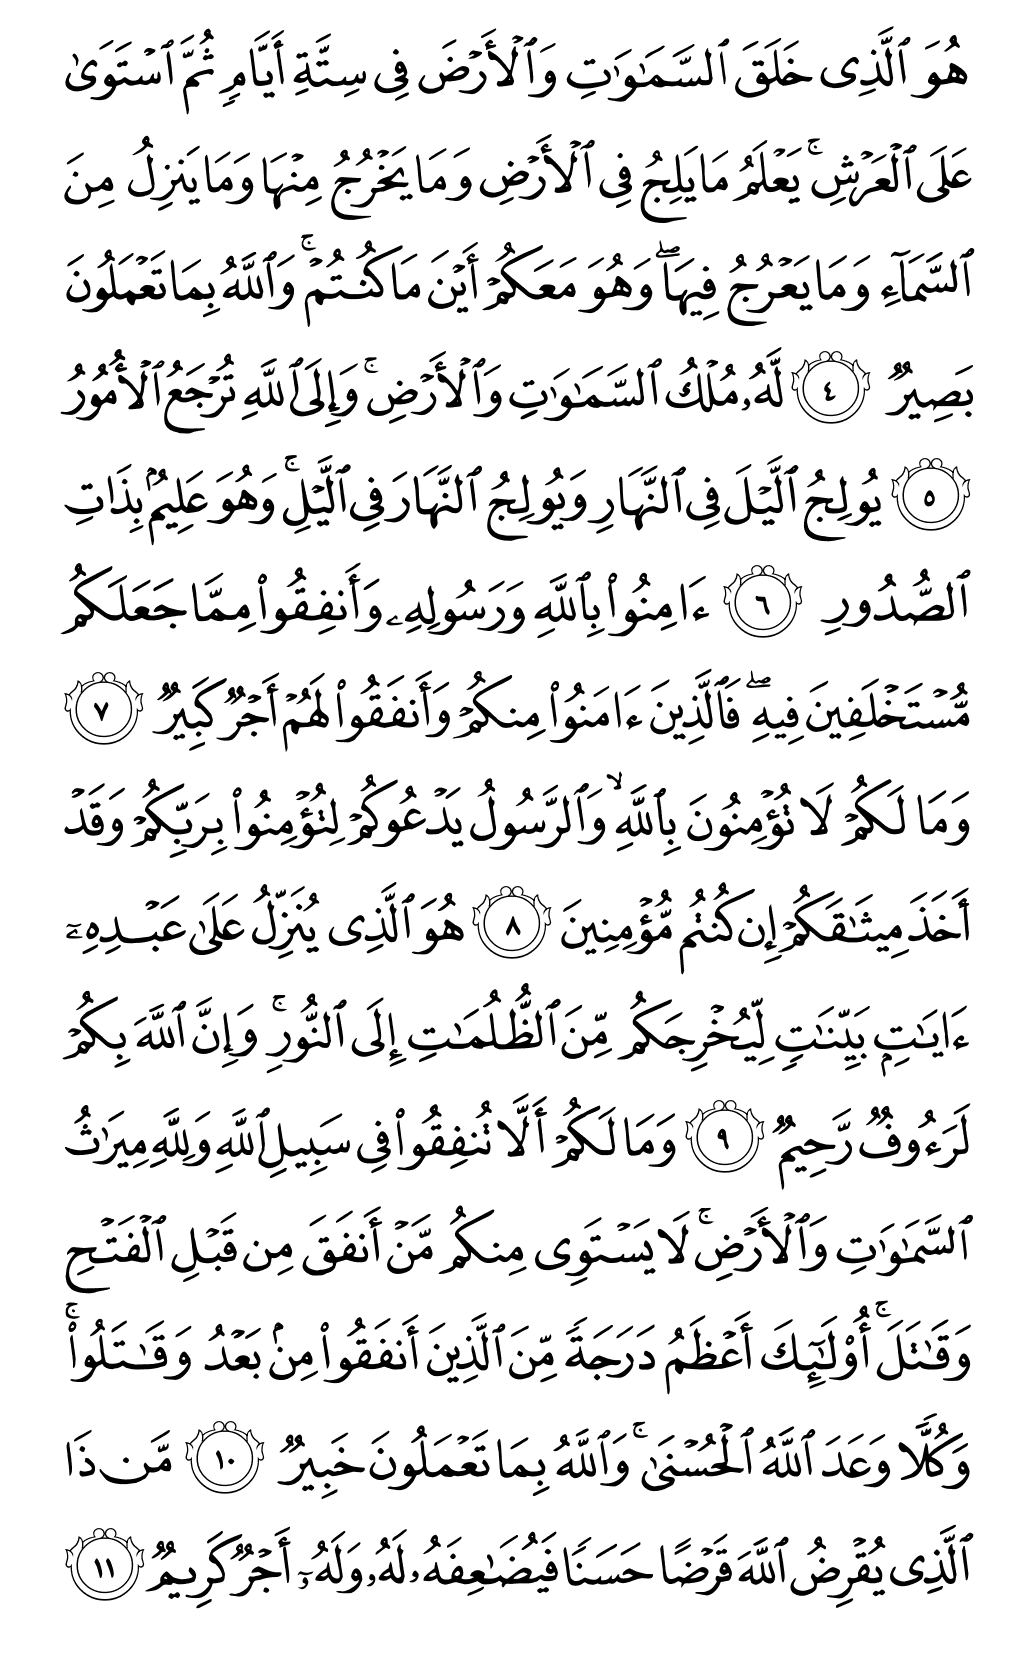 هُوَ ٱلَّذِى خَلَقَ ٱلسَّمَٰوَٰتِ وَٱلْأَرْضَ فِى سِتَّةِ أَيَّامٍ ثُمَّ ٱسْتَوَىٰ
عَلَى ٱلْعَرْشِ ۚ يَعْلَمُ مَا يَلِجُ فِى ٱلْأَرْضِ وَمَا يَخْرُجُ مِنْهَا وَمَا يَنزِلُ مِنَ
ٱلسَّمَآءِ وَمَا يَعْرُجُ فِيهَا ۖ وَهُوَ مَعَكُمْ أَيْنَ مَا كُنتُمْ ۚ وَٱللَّهُ بِمَا تَعْمَلُونَ
بَصِيرٌ ٤ لَّهُۥ مُلْكُ ٱلسَّمَٰوَٰتِ وَٱلْأَرْضِ ۚ وَإِلَى ٱللَّهِ تُرْجَعُ ٱلْأُمُورُ
٥ يُولِجُ ٱلَّيْلَ فِى ٱلنَّهَارِ وَيُولِجُ ٱلنَّهَارَ فِى ٱلَّيْلِ ۚ وَهُوَ عَلِيمٌۢ بِذَاتِ
ٱلصُّدُورِ ٦ ءَامِنُوا۟ بِٱللَّهِ وَرَسُولِهِۦ وَأَنفِقُوا۟ مِمَّا جَعَلَكُم
مُّسْتَخْلَفِينَ فِيهِ ۖ فَٱلَّذِينَ ءَامَنُوا۟ مِنكُمْ وَأَنفَقُوا۟ لَهُمْ أَجْرٌ كَبِيرٌ ٧
وَمَا لَكُمْ لَا تُؤْمِنُونَ بِٱللَّهِ ۙ وَٱلرَّسُولُ يَدْعُوكُمْ لِتُؤْمِنُوا۟ بِرَبِّكُمْ وَقَدْ
أَخَذَ مِيثَٰقَكُمْ إِن كُنتُم مُّؤْمِنِينَ ٨ هُوَ ٱلَّذِى يُنَزِّلُ عَلَىٰ عَبْدِهِۦٓ
ءَايَٰتٍۭ بَيِّنَٰتٍ لِّيُخْرِجَكُم مِّنَ ٱلظُّلُمَٰتِ إِلَى ٱلنُّورِ ۚ وَإِنَّ ٱللَّهَ بِكُمْ
لَرَءُوفٌ رَّحِيمٌ ٩ وَمَا لَكُمْ أَلَّا تُنفِقُوا۟ فِى سَبِيلِ ٱللَّهِ وَلِلَّهِ مِيرَٰثُ
ٱلسَّمَٰوَٰتِ وَٱلْأَرْضِ ۚ لَا يَسْتَوِى مِنكُم مَّنْ أَنفَقَ مِن قَبْلِ ٱلْفَتْحِ
وَقَٰتَلَ ۚ أُو۟لَٰٓئِكَ أَعْظَمُ دَرَجَةً مِّنَ ٱلَّذِينَ أَنفَقُوا۟ مِنۢ بَعْدُ وَقَٰتَلُوا۟ ۚ
وَكُلًّا وَعَدَ ٱللَّهُ ٱلْحُسْنَىٰ ۚ وَٱللَّهُ بِمَا تَعْمَلُونَ خَبِيرٌ ١٠ مَّن ذَا
ٱلَّذِى يُقْرِضُ ٱللَّهَ قَرْضًا حَسَنًا فَيُضَٰعِفَهُۥ لَهُۥ وَلَهُۥٓ أَجْرٌ كَرِيمٌ ١١